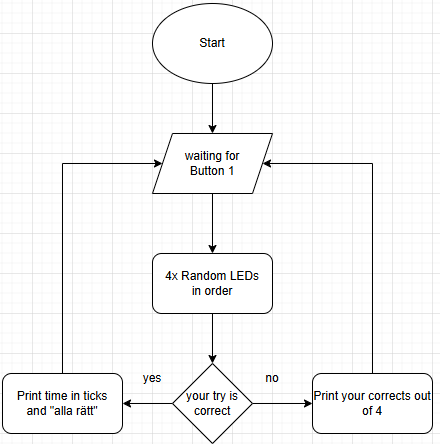 Start
waiting for
Button 1
4x Random LEDs
in order
yes
no
Print time in ticks
and "alla rätt"
your try is
correct
Print your corrects out
of 4